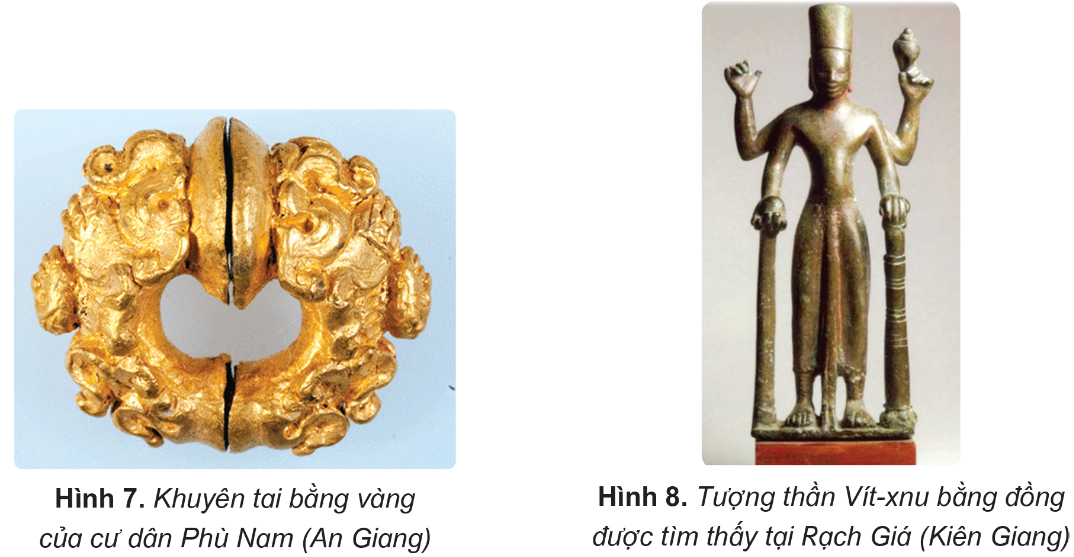 Hình 7. Khuyên tai bằng vàng
của cư dân Phù Nam (An Giang)
Hình 8. Tượng thần Vít-xnu bằng đồng
được tìm thấy tại Rạch Giá (Kiên Giang)